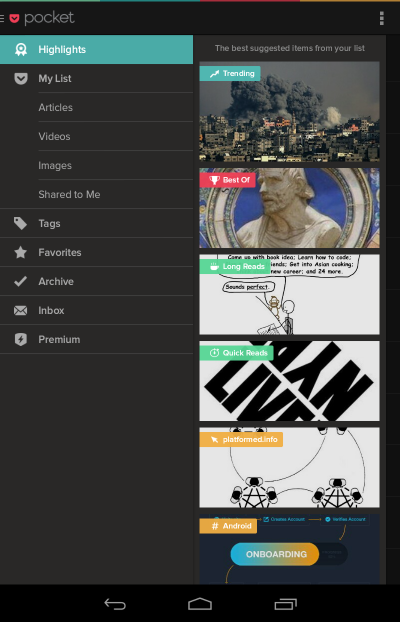 pocket
Highlights
My List
Articles
Videos
Images
Shared to Me
Tags
Favorites
Archive
Inbox
Premium
The best suggested items from your list
Trending
Best Of
Come up with book idea; Learn how to code;
iends; Get into Asian cooking;
new career; and 24 more.
Long Reads
Sounds perfect.
Quick Reads
LIVE
platformed.info
# Android
Creates Account
Verifies Account
ONBOARDING